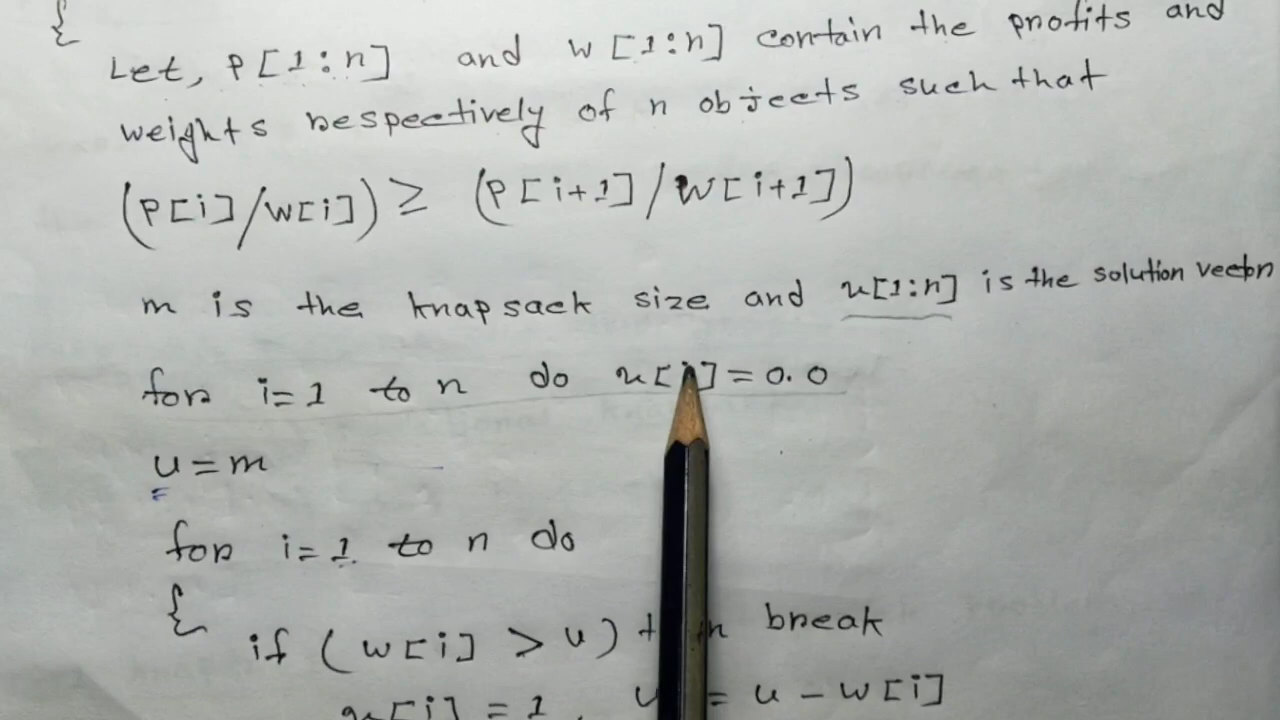 {
Let, P[1:n] and w[1:n] contain the profits and
weights respectively of n objects such that
(P[i]/w[i]) ≥ (P[i+1]/w[i+1])
m is the knapsack size and x[1:n] is the solution vector
for i=1 to n do x[i]=0.0
u=m
for i=1 to n do
{
if (w[i] > u) then break
x[i] = 1, u = u - w[i]